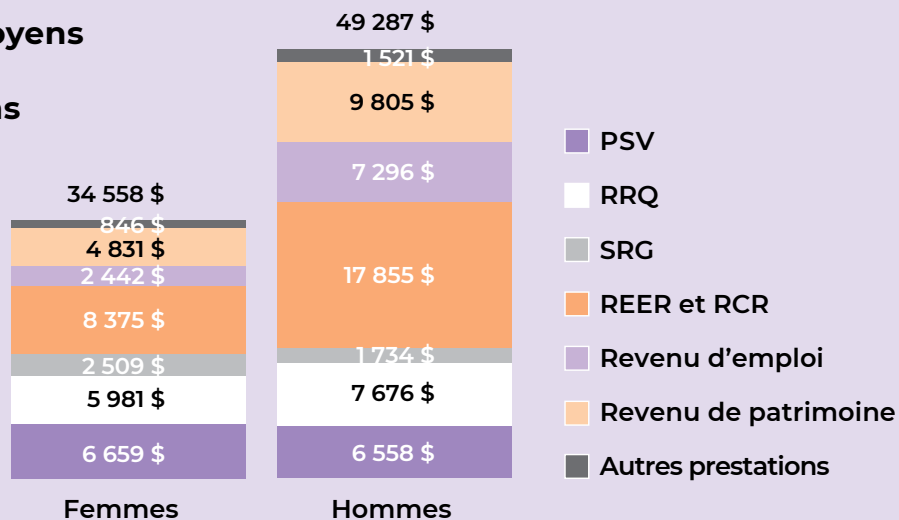 oyens
s
34 558 $
846 $
4 831 $
2 442 $
8 375 $
2 509 $
5 981 $
6 659 $
Femmes
49 287 $
1 521 $
9 805 $
7 296 $
17 855 $
1 734 $
7 676 $
6 558 $
Hommes
PSV
RRQ
SRG
REER et RCR
Revenu d’emploi
Revenu de patrimoine
Autres prestations